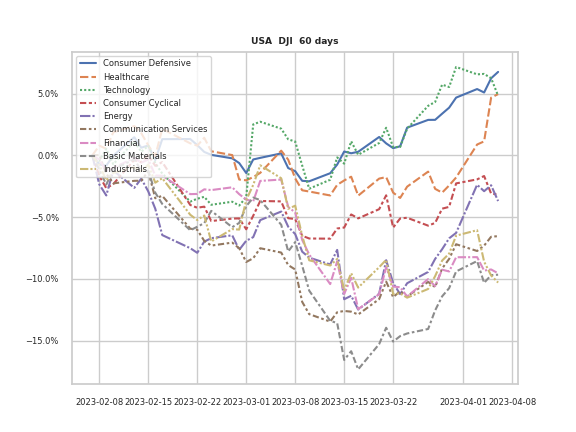 USA DJI 60 days
Consumer Defensive
Healthcare
Technology
Consumer Cyclical
Energy
Communication Services
Financial
Basic Materials
Industrials
5.0%
0.0%
−5.0%
−10.0%
−15.0%
2023-02-08 2023-02-15 2023-02-22 2023-03-01 2023-03-08 2023-03-15 2023-03-22 2023-04-01 2023-04-08